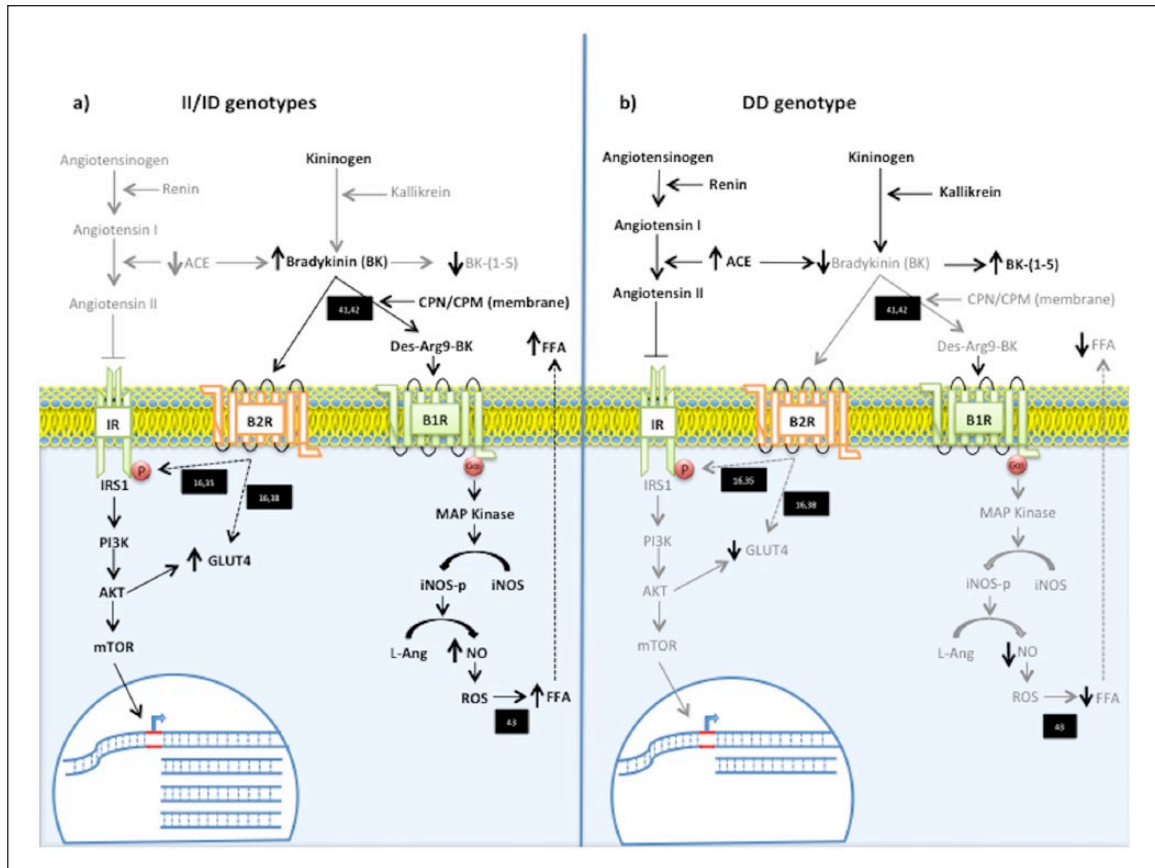 a) II/ID genotypes
Angiotensinogen
Kininogen
Renin
Kallikrein
Angiotensin I
ACE
Bradykinin (BK)
BK-(1-5)
Angiotensin II
CPN/CPM (membrane)
41,42
Des-Arg9-BK
FFA
IR
B2R
B1R
P
Gαi
IRS1
16,35
16,38
MAP Kinase
PI3K
GLUT4
AKT
iNOS-p
iNOS
mTOR
L-Ang
NO
ROS
FFA
43
b) DD genotype
Angiotensinogen
Kininogen
Renin
Kallikrein
Angiotensin I
ACE
Bradykinin (BK)
BK-(1-5)
Angiotensin II
CPN/CPM (membrane)
41,42
Des-Arg9-BK
FFA
IR
B2R
B1R
P
Gαi
IRS1
16,35
16,38
MAP Kinase
PI3K
GLUT4
AKT
iNOS-p
iNOS
mTOR
L-Ang
NO
ROS
FFA
43